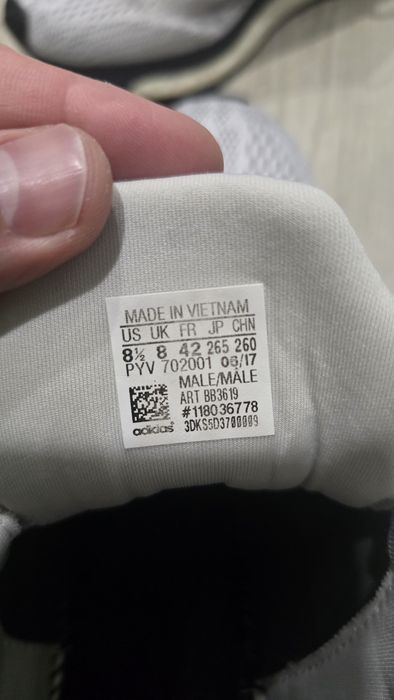 MADE IN VIETNAM
US UK FR JP CHN
8½ 8 42 265 260
PYV 702001 06/17
MALE/MÂLE
ART BB3619
#118036778
adidas 3DKS5D3700009